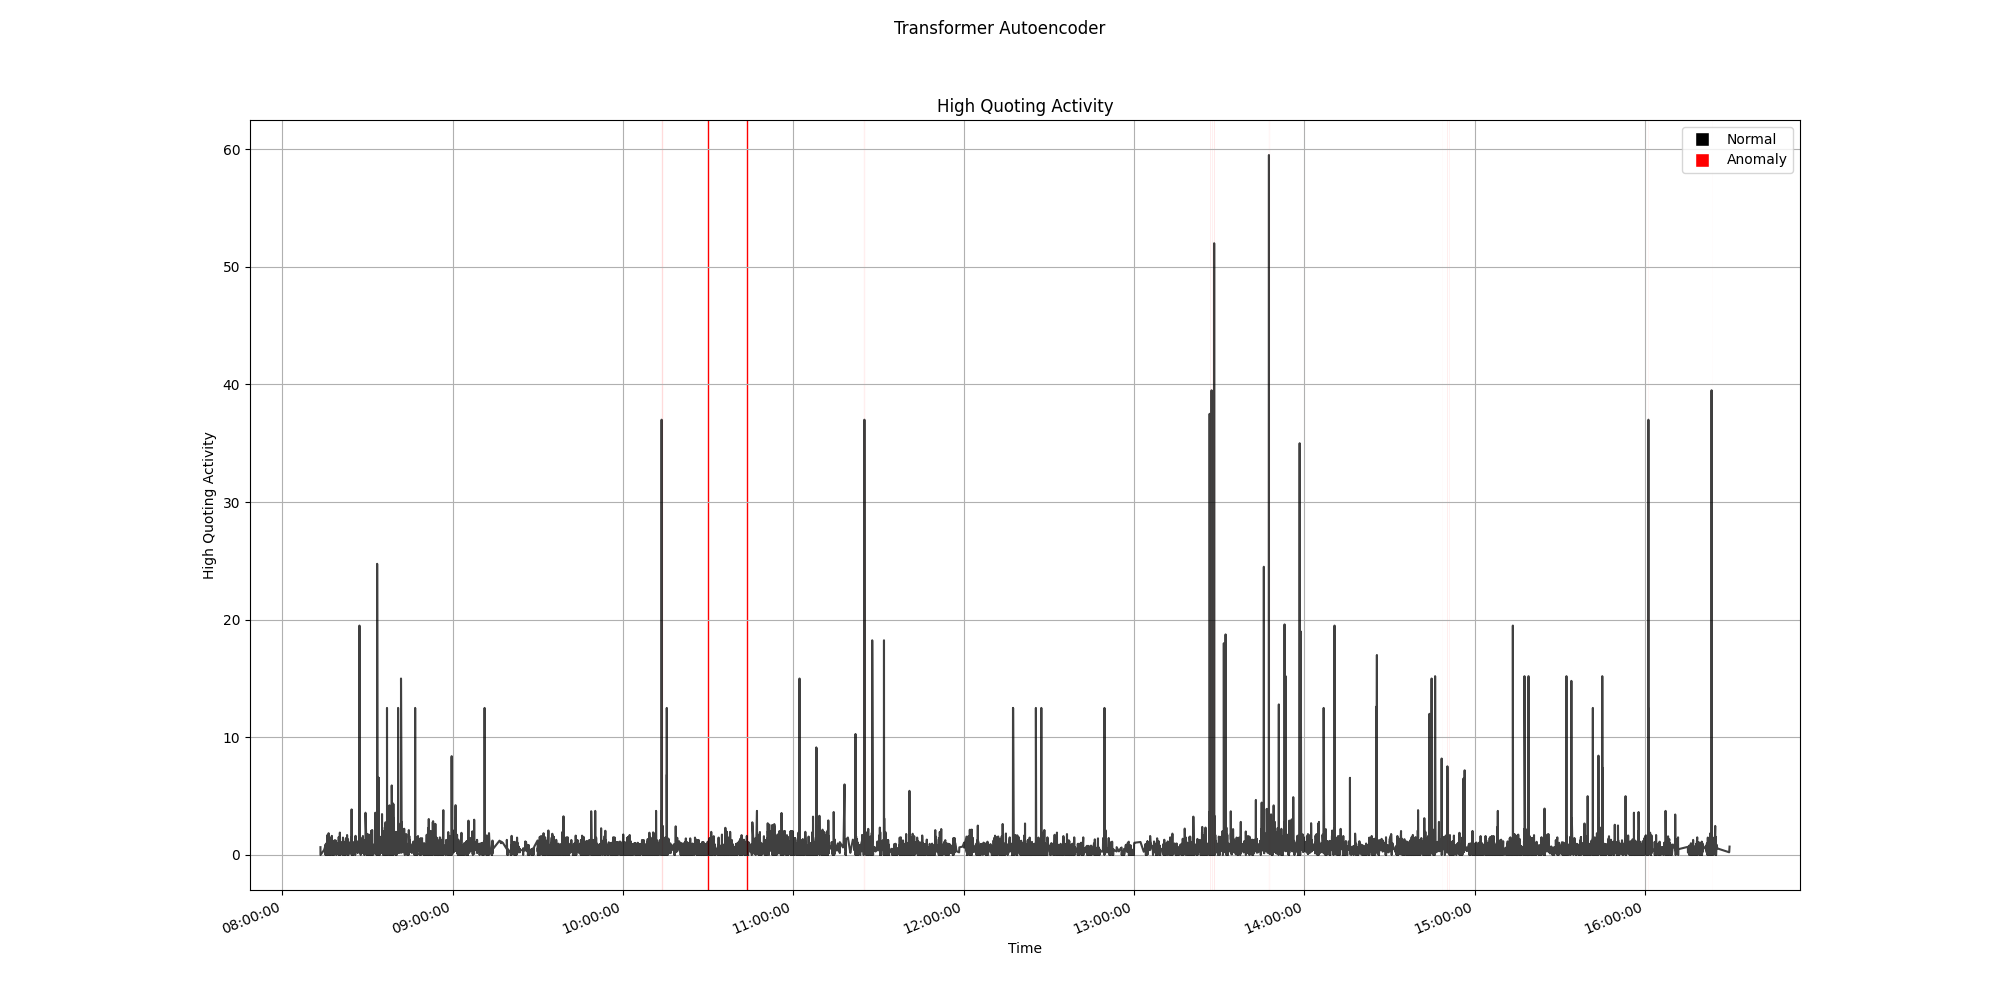 Transformer Autoencoder
High Quoting Activity
Normal
Anomaly
60
50
40
30
20
10
0
High Quoting Activity
08:00:00
09:00:00
10:00:00
11:00:00
12:00:00
13:00:00
14:00:00
15:00:00
16:00:00
Time